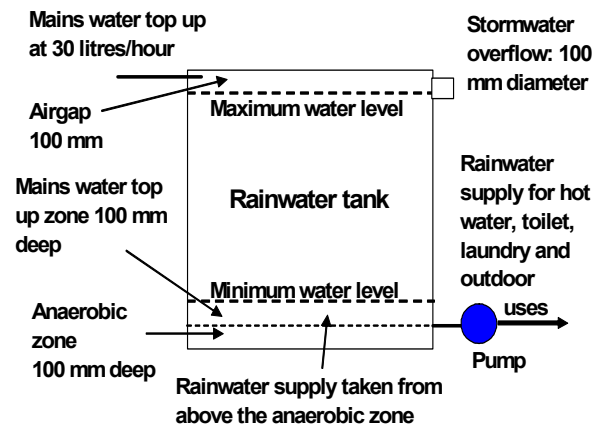 Mains water top up
at 30 litres/hour
Stormwater
overflow: 100
mm diameter
Airgap
100 mm
Maximum water level
Mains water top
up zone 100 mm
deep
Rainwater tank
Rainwater
supply for hot
water, toilet,
laundry and
outdoor
uses
Minimum water level
Anaerobic
zone
100 mm deep
Pump
Rainwater supply taken from
above the anaerobic zone